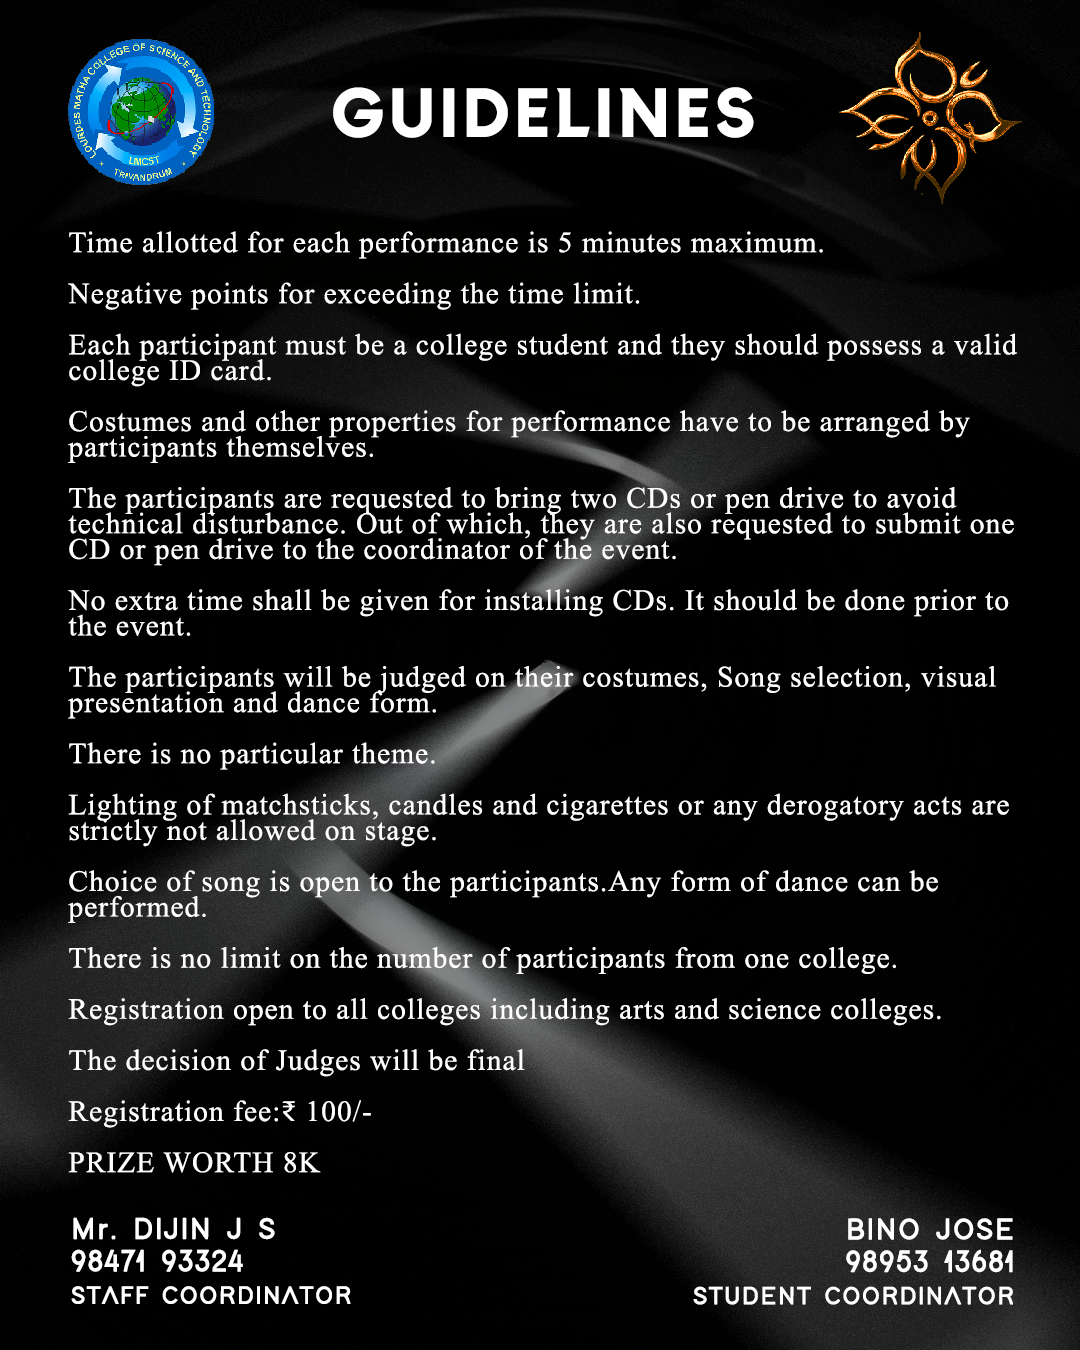 LOURDES MATHA COLLEGE OF SCIENCE AND TECHNOLOGY
LMCST
TRIVANDRUM
GUIDELINES
Time allotted for each performance is 5 minutes maximum.
Negative points for exceeding the time limit.
Each participant must be a college student and they should possess a valid
college ID card.
Costumes and other properties for performance have to be arranged by
participants themselves.
The participants are requested to bring two CDs or pen drive to avoid
technical disturbance. Out of which, they are also requested to submit one
CD or pen drive to the coordinator of the event.
No extra time shall be given for installing CDs. It should be done prior to
the event.
The participants will be judged on their costumes, Song selection, visual
presentation and dance form.
There is no particular theme.
Lighting of matchsticks, candles and cigarettes or any derogatory acts are
strictly not allowed on stage.
Choice of song is open to the participants.Any form of dance can be
performed.
There is no limit on the number of participants from one college.
Registration open to all colleges including arts and science colleges.
The decision of Judges will be final
Registration fee:₹ 100/-
PRIZE WORTH 8K
Mr. DIJIN J S
98471 93324
STAFF COORDINATOR
BINO JOSE
98953 13681
STUDENT COORDINATOR